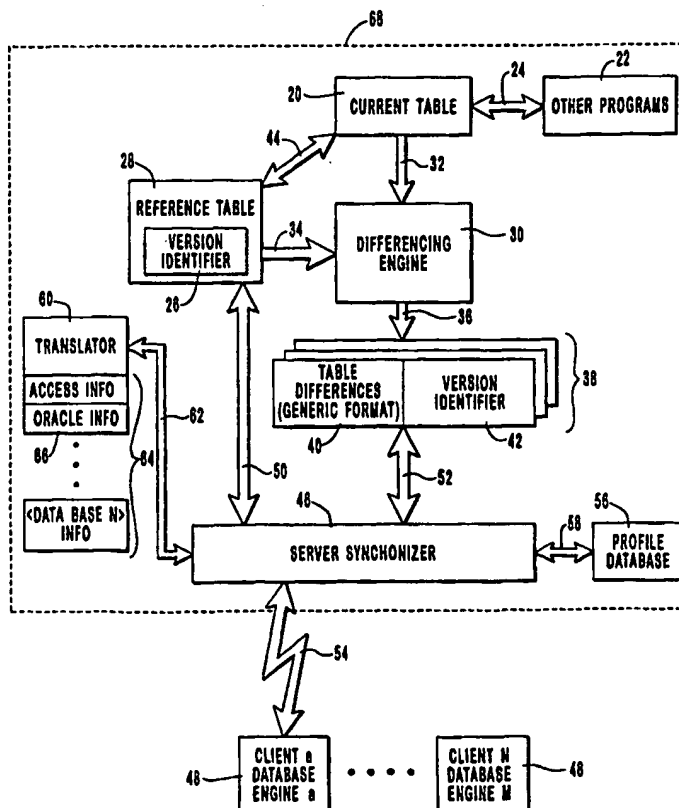 68
20
CURRENT TABLE
24
22
OTHER PROGRAMS
44
32
28
REFERENCE TABLE
VERSION
IDENTIFIER
26
34
DIFFERENCING
ENGINE
30
36
60
TRANSLATOR
ACCESS INFO
ORACLE INFO
66
64
62
<DATA BASE N>
INFO
50
TABLE
DIFFERENCES
(GENERIC FORMAT)
40
VERSION
IDENTIFIER
42
38
52
46
SERVER SYNCHONIZER
58
56
PROFILE
DATABASE
54
48
CLIENT a
DATABASE
ENGINE a
CLIENT N
DATABASE
ENGINE M
48